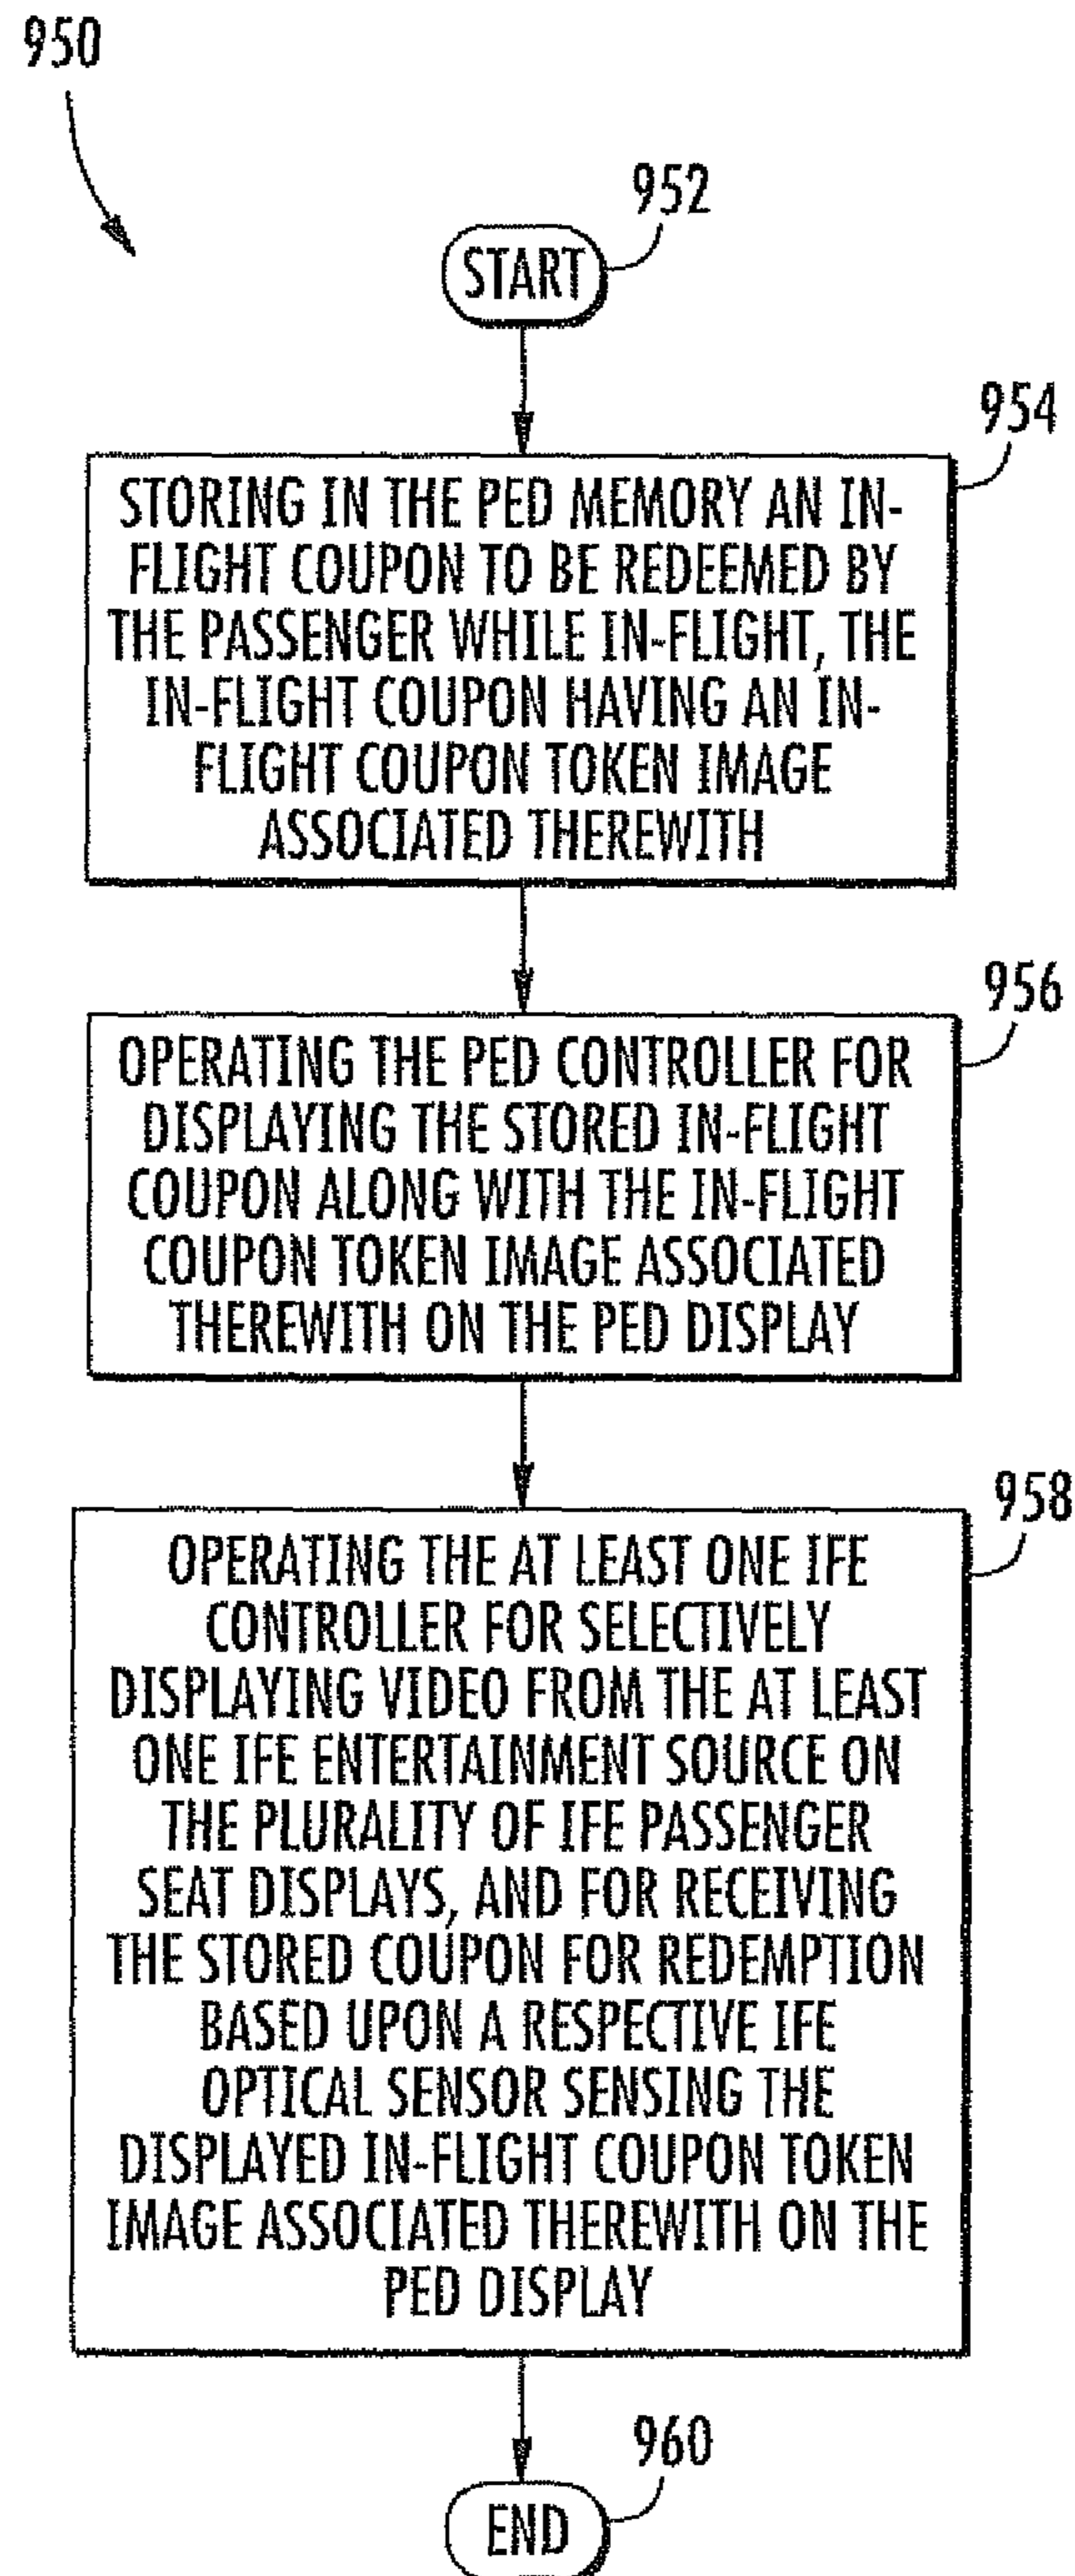 950
952
START
954
STORING IN THE PED MEMORY AN IN-
FLIGHT COUPON TO BE REDEEMED BY
THE PASSENGER WHILE IN-FLIGHT, THE
IN-FLIGHT COUPON HAVING AN IN-
FLIGHT COUPON TOKEN IMAGE
ASSOCIATED THEREWITH
956
OPERATING THE PED CONTROLLER FOR
DISPLAYING THE STORED IN-FLIGHT
COUPON ALONG WITH THE IN-FLIGHT
COUPON TOKEN IMAGE ASSOCIATED
THEREWITH ON THE PED DISPLAY
958
OPERATING THE AT LEAST ONE IFE
CONTROLLER FOR SELECTIVELY
DISPLAYING VIDEO FROM THE AT LEAST
ONE IFE ENTERTAINMENT SOURCE ON
THE PLURALITY OF IFE PASSENGER
SEAT DISPLAYS, AND FOR RECEIVING
THE STORED COUPON FOR REDEMPTION
BASED UPON A RESPECTIVE IFE
OPTICAL SENSOR SENSING THE
DISPLAYED IN-FLIGHT COUPON TOKEN
IMAGE ASSOCIATED THEREWITH ON THE
PED DISPLAY
960
END